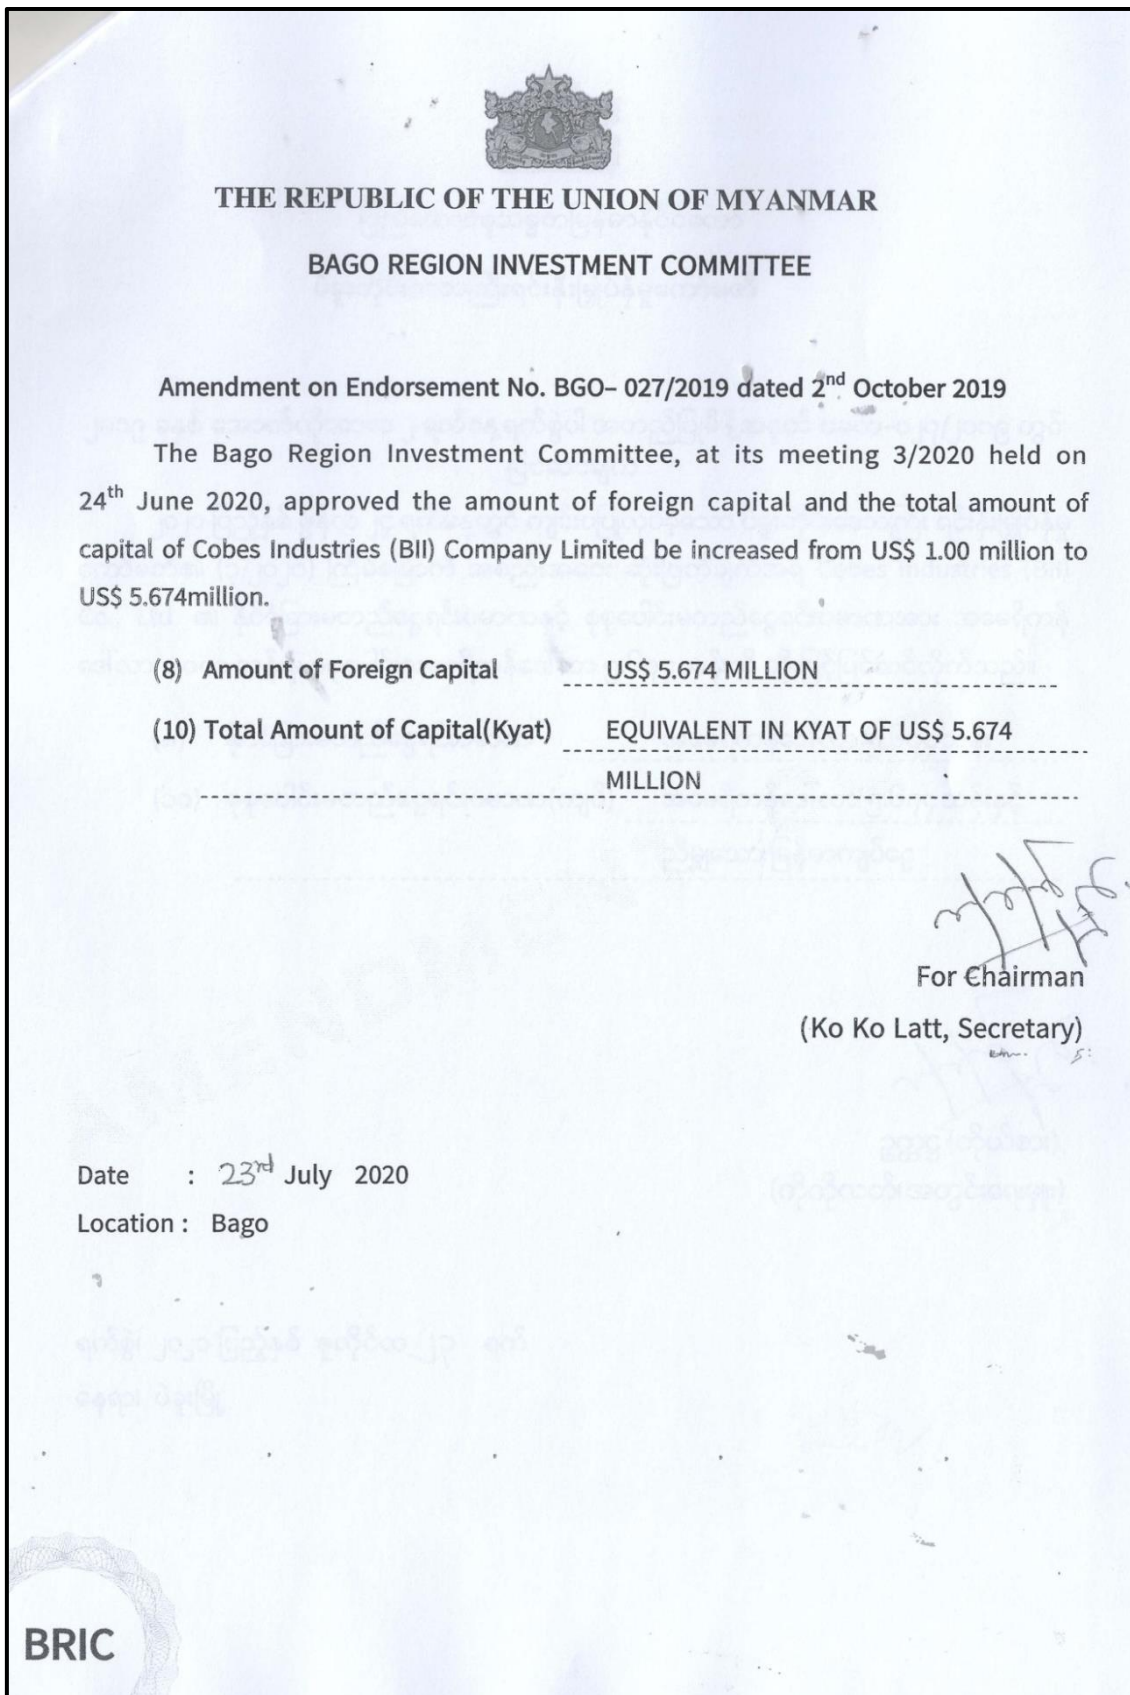 THE REPUBLIC OF THE UNION OF MYANMAR
BAGO REGION INVESTMENT COMMITTEE
Amendment on Endorsement No. BGO– 027/2019 dated 2nd October 2019
The Bago Region Investment Committee, at its meeting 3/2020 held on
24th June 2020, approved the amount of foreign capital and the total amount of
capital of Cobes Industries (BII) Company Limited be increased from US$ 1.00 million to
US$ 5.674million.
(8) Amount of Foreign Capital US$ 5.674 MILLION
(10) Total Amount of Capital(Kyat) EQUIVALENT IN KYAT OF US$ 5.674
MILLION
For Chairman
(Ko Ko Latt, Secretary)
Date : 23rd July 2020
Location : Bago
BRIC